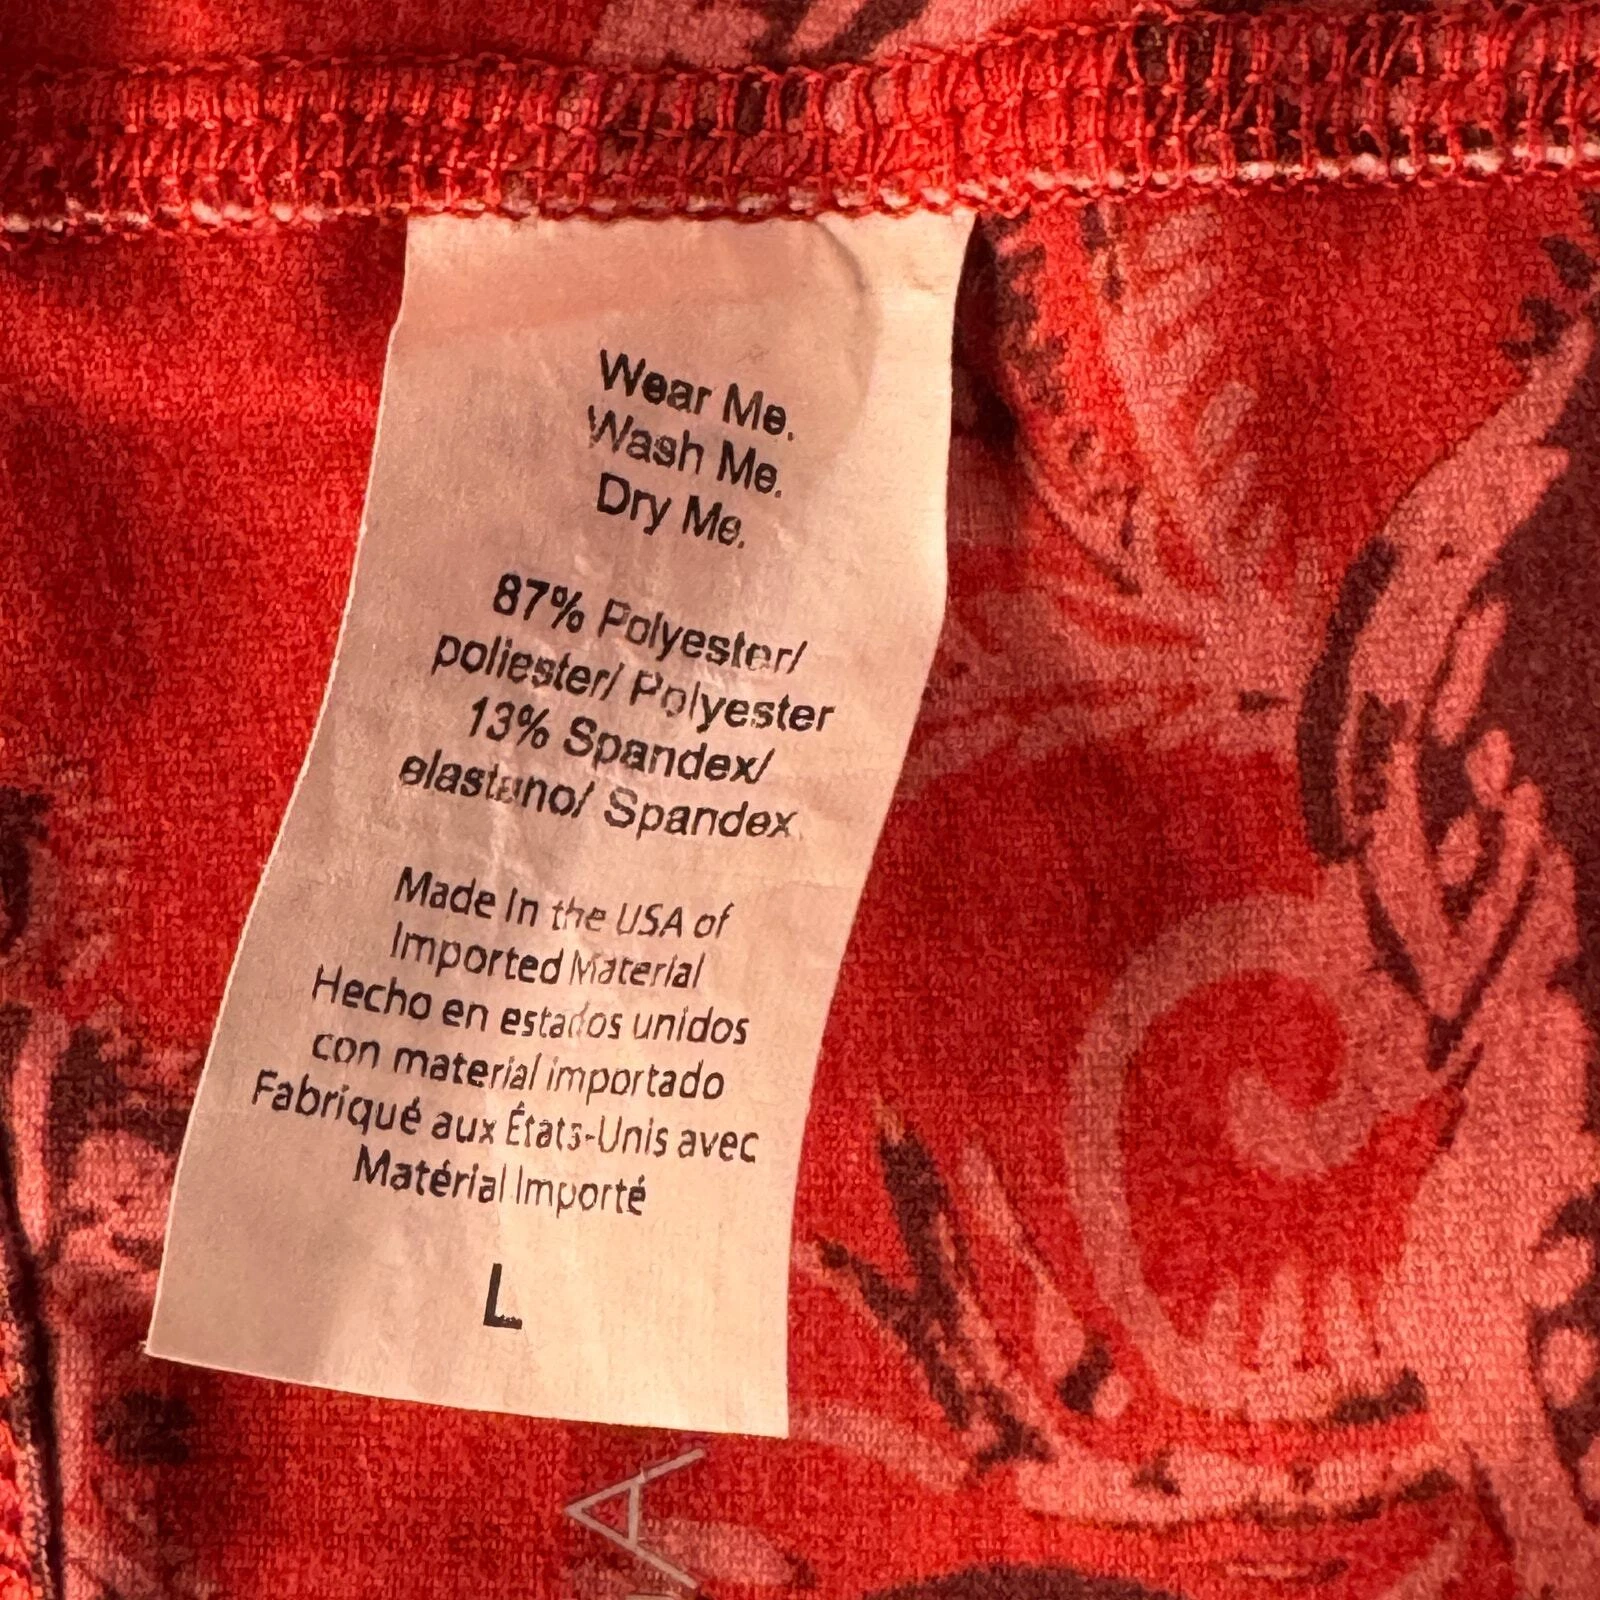 Wear Me.
Wash Me.
Dry Me.
87% Polyester/
poliester/ Polyester
13% Spandex/
elastano/ Spandex
Made In the USA of
Imported Material
Hecho en estados unidos
con material importado
Fabriqué aux États-Unis avec
Matérial Importé
L
A